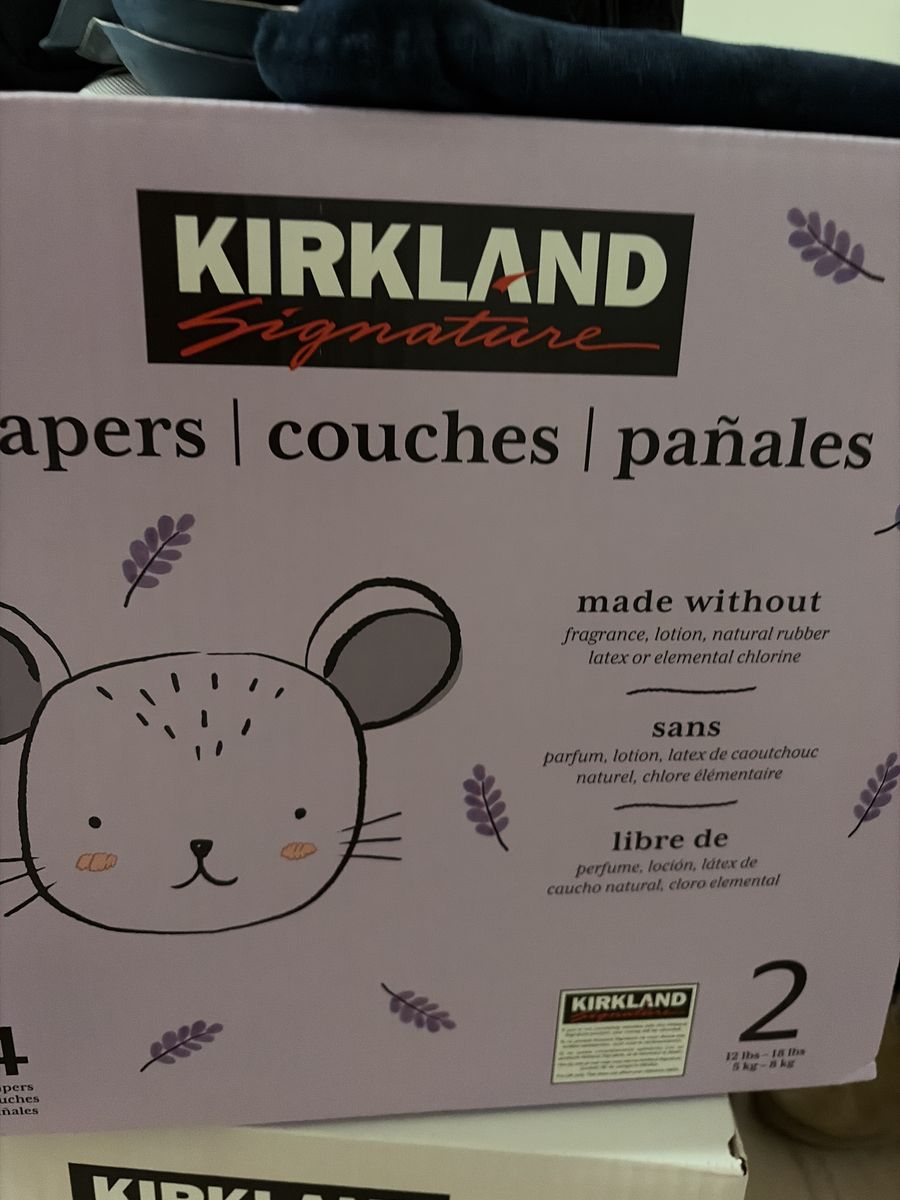 KIRKLAND
Signature
apers | couches | pañales
made without
fragrance, lotion, natural rubber
latex or elemental chlorine
sans
parfum, lotion, latex de caoutchouc
naturel, chlore élémentaire
libre de
perfume, loción, látex de
caucho natural, cloro elemental
4
apers
uches
ñales
KIRKLAND
Signature
2
12 lbs – 18 lbs
5 kg – 8 kg
KIRKLAND